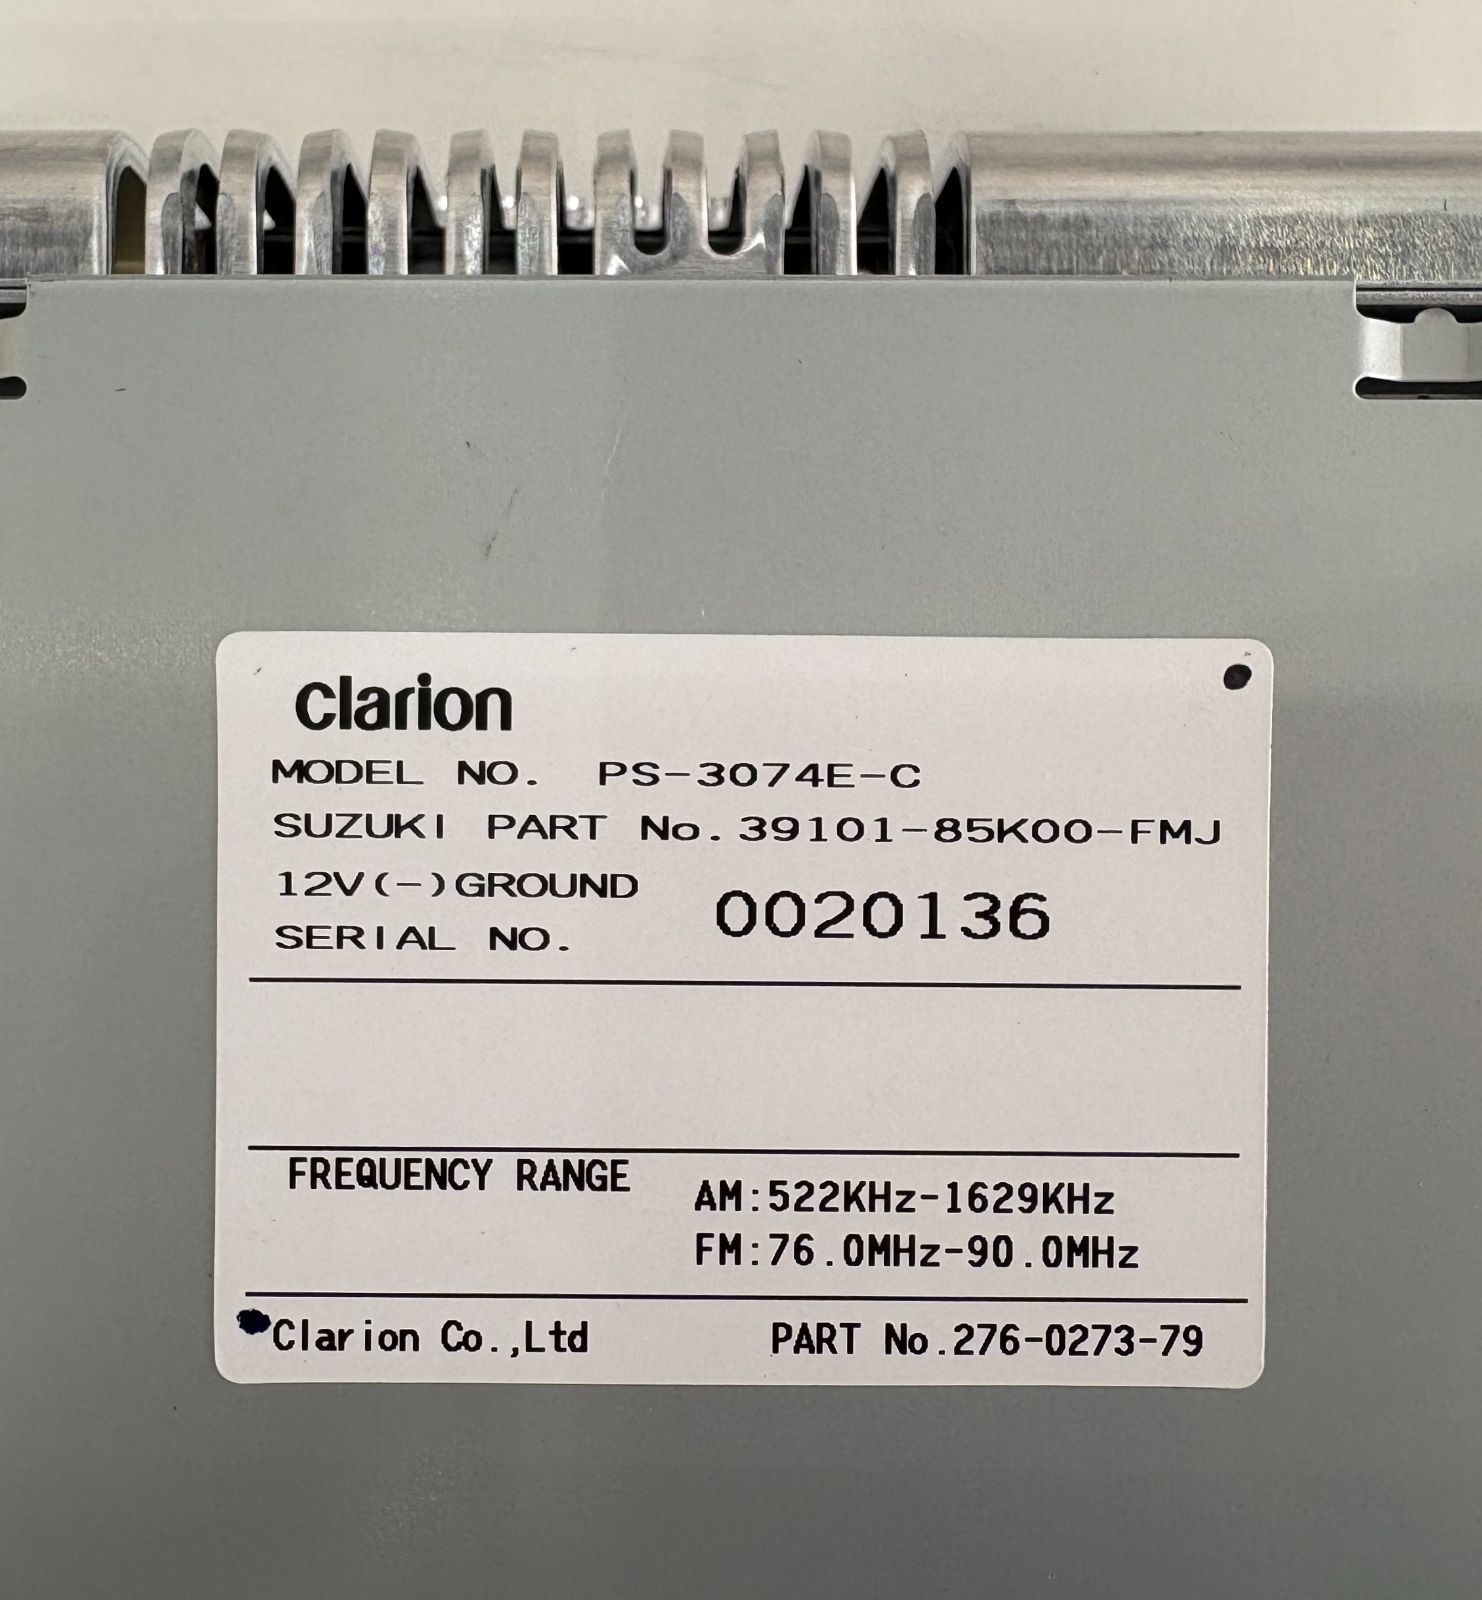 clarion
MODEL NO. PS-3074E-C
SUZUKI PART No.39101-85K00-FMJ
12V(-)GROUND
SERIAL NO. 0020136
FREQUENCY RANGE
AM:522KHz-1629KHz
FM:76.0MHz-90.0MHz
Clarion Co.,Ltd PART No.276-0273-79